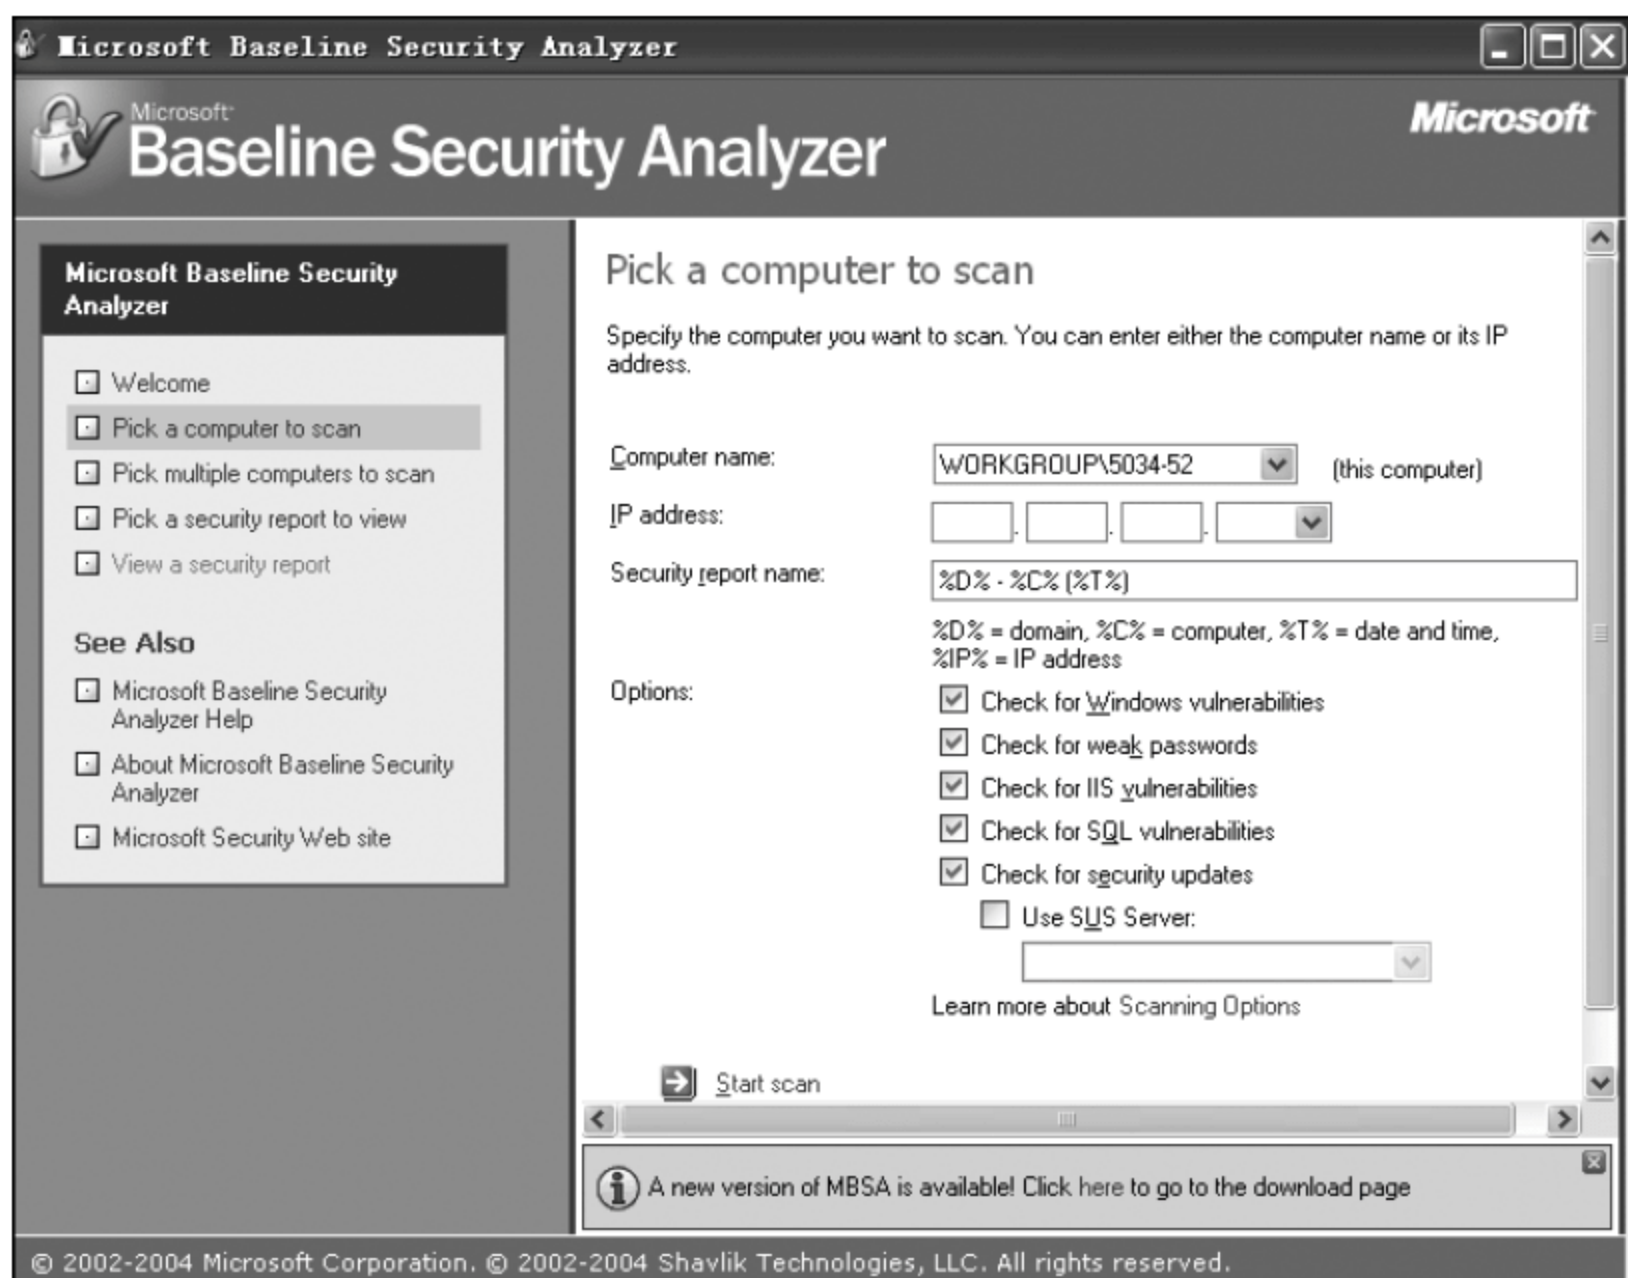 Microsoft Baseline Security Analyzer
Microsoft
Baseline Security Analyzer
Microsoft
Microsoft Baseline Security
Analyzer
Welcome
Pick a computer to scan
Pick multiple computers to scan
Pick a security report to view
View a security report
See Also
Microsoft Baseline Security
Analyzer Help
About Microsoft Baseline Security
Analyzer
Microsoft Security Web site
Pick a computer to scan
Specify the computer you want to scan. You can enter either the computer name or its IP
address.
Computer name: WORKGROUP\5034-52 (this computer)
IP address: . . .
Security report name: %D% - %C% (%T%)
%D% = domain, %C% = computer, %T% = date and time,
%IP% = IP address
Options: Check for Windows vulnerabilities
Check for weak passwords
Check for IIS vulnerabilities
Check for SQL vulnerabilities
Check for security updates
Use SUS Server:
Learn more about Scanning Options
Start scan
A new version of MBSA is available! Click here to go to the download page
© 2002-2004 Microsoft Corporation. © 2002-2004 Shavlik Technologies, LLC. All rights reserved.